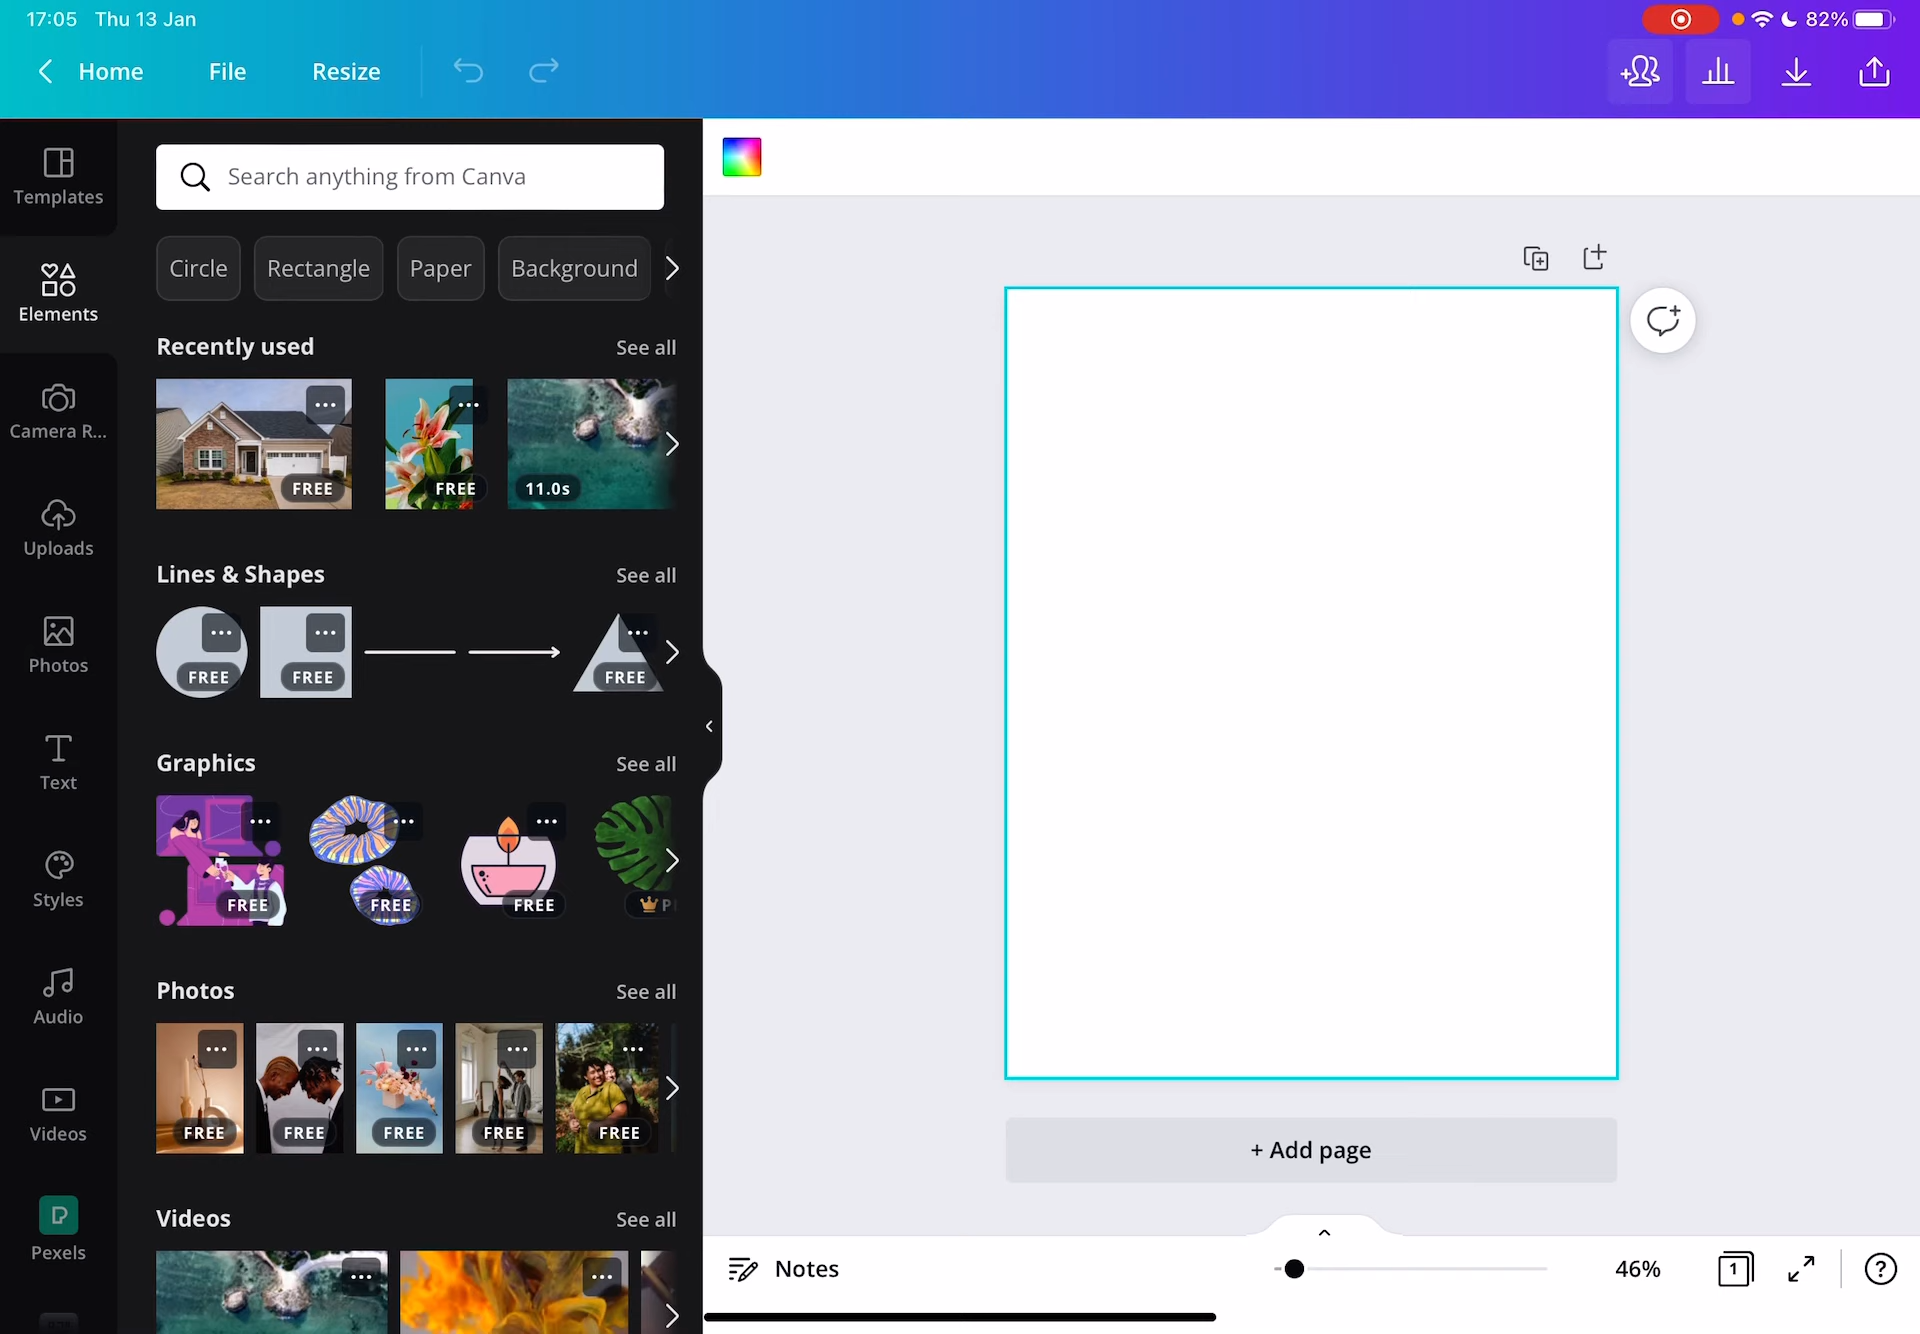 17:05 Thu 13 Jan
82%
Home File Resize
Templates
Elements
Camera R...
Uploads
Photos
Text
Styles
Audio
Videos
Pexels
Search anything from Canva
Circle Rectangle Paper Background
Recently used See all
FREE FREE 11.0s
Lines & Shapes See all
FREE FREE FREE
Graphics See all
FREE FREE FREE
Photos See all
FREE FREE FREE FREE FREE
Videos See all
+ Add page
Notes
46%
1
?